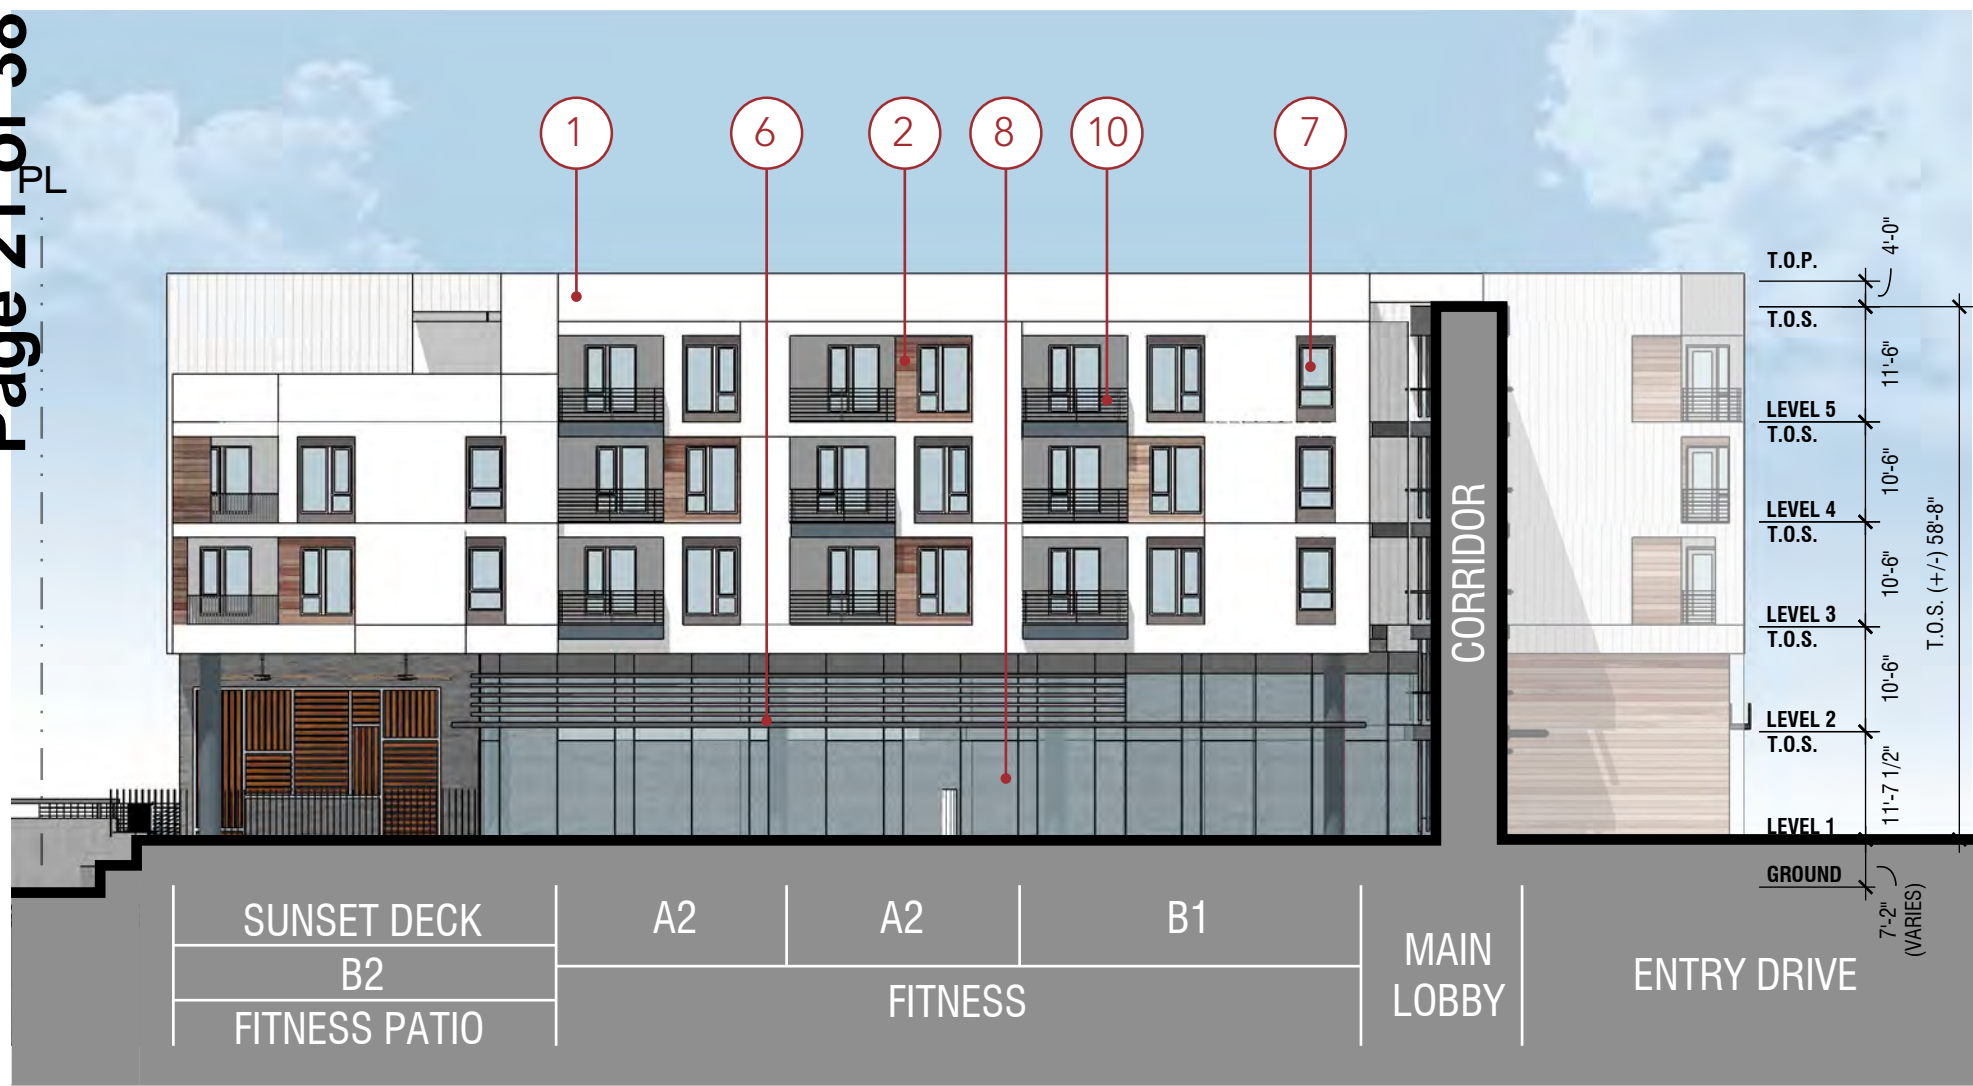 Page 21 of 38
PL
1
6
2
8
10
7
T.O.P.
4'-0"
T.O.S.
11'-6"
LEVEL 5
T.O.S.
10'-6"
LEVEL 4
T.O.S.
10'-6"
LEVEL 3
T.O.S.
10'-6"
LEVEL 2
T.O.S.
11'-7 1/2"
LEVEL 1
GROUND
7'-2"
(VARIES)
T.O.S. (+/-) 58'-8"
CORRIDOR
SUNSET DECK
B2
FITNESS PATIO
A2
A2
B1
FITNESS
MAIN
LOBBY
ENTRY DRIVE